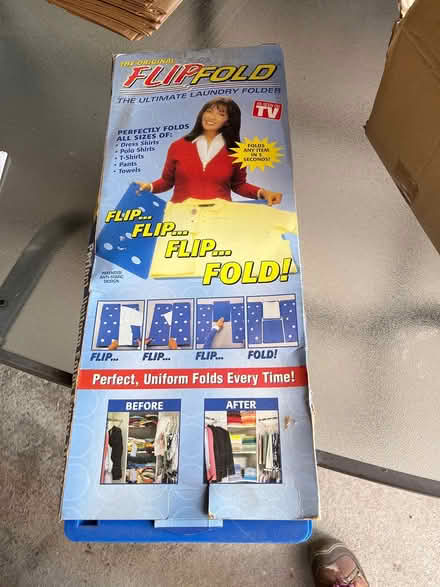 THE ORIGINAL
FLIPFOLD
THE ULTIMATE LAUNDRY FOLDER
AS SEEN ON
TV
PERFECTLY FOLDS
ALL SIZES OF:
• Dress Shirts
• Polo Shirts
• T-Shirts
• Pants
• Towels
FOLDS
ANY ITEM
IN 5
SECONDS!
FLIP...
FLIP...
FLIP...
FOLD!
PATENTED
ANTI-STATIC
DESIGN
FLIP...
FLIP...
FLIP...
FOLD!
Perfect, Uniform Folds Every Time!
BEFORE
AFTER